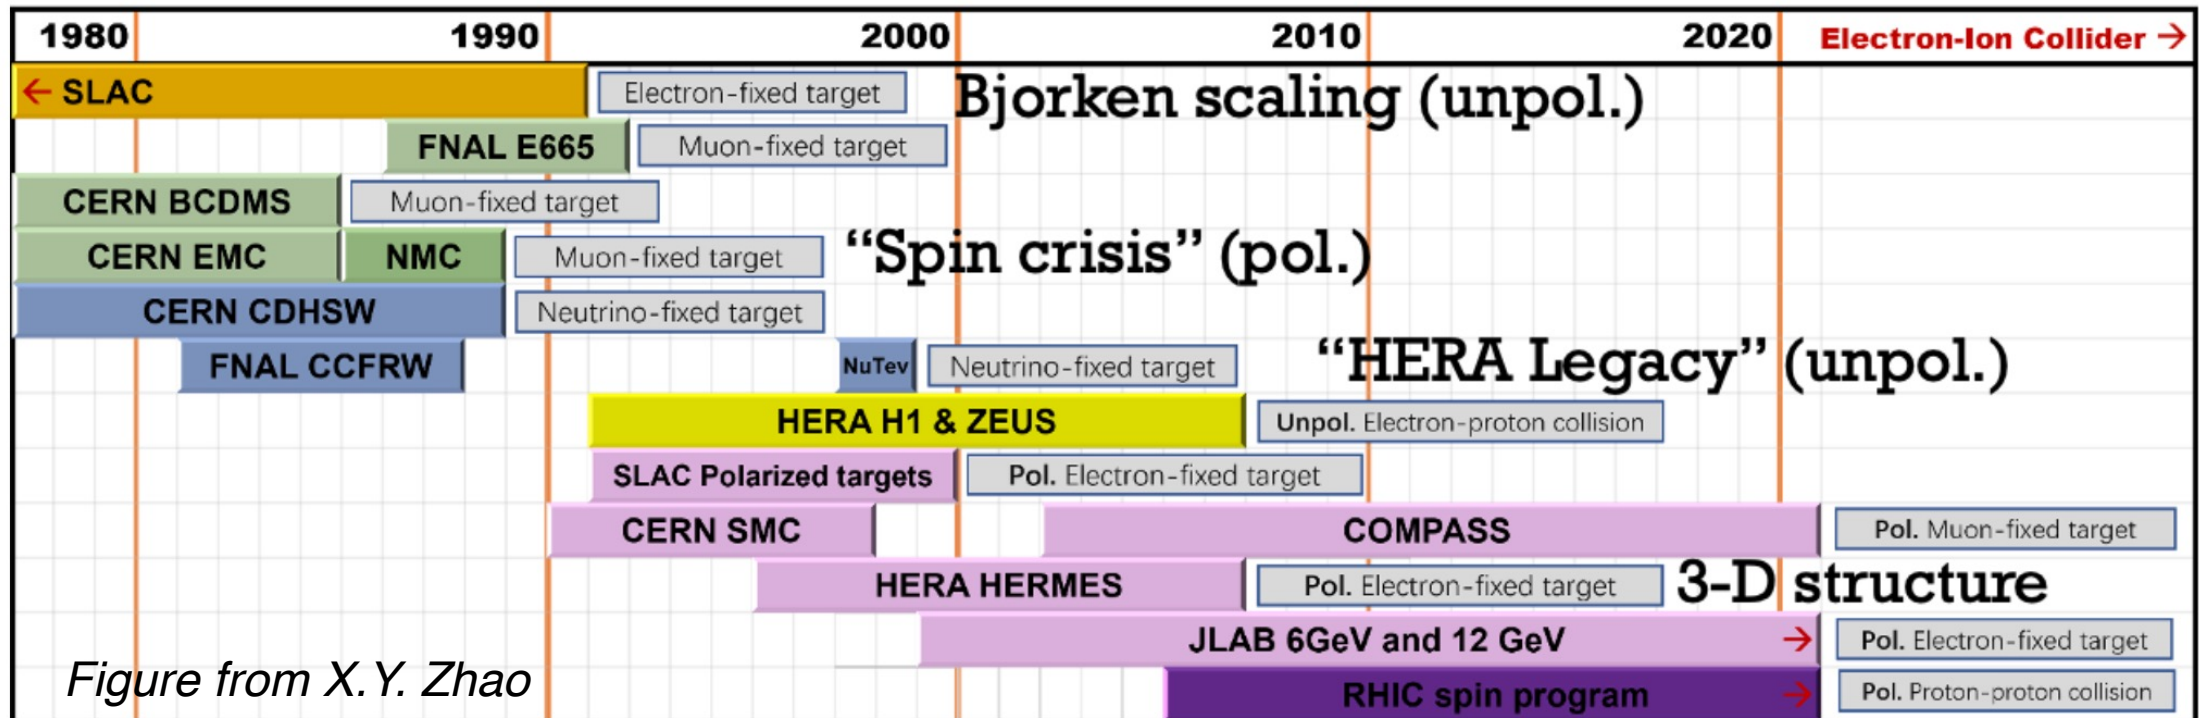 1980 1990 2000 2010 2020 Electron-Ion Collider →
← SLAC Electron-fixed target Bjorken scaling (unpol.)
FNAL E665 Muon-fixed target
CERN BCDMS Muon-fixed target
CERN EMC NMC Muon-fixed target “Spin crisis” (pol.)
CERN CDHSW Neutrino-fixed target
FNAL CCFRW NuTev Neutrino-fixed target “HERA Legacy” (unpol.)
HERA H1 & ZEUS Unpol. Electron-proton collision
SLAC Polarized targets Pol. Electron-fixed target
CERN SMC COMPASS Pol. Muon-fixed target
HERA HERMES Pol. Electron-fixed target 3-D structure
JLAB 6GeV and 12 GeV → Pol. Electron-fixed target
Figure from X.Y. Zhao RHIC spin program → Pol. Proton-proton collision